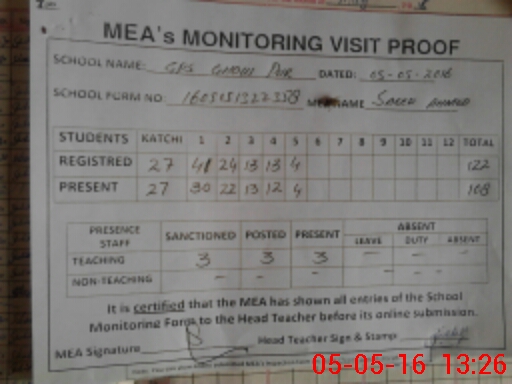 MEA's MONITORING VISIT PROOF
SCHOOL NAME: GPS DATED: 05-05-2016
SCHOOL FORM NO: MEA NAME AHMED
STUDENTS KATCHI 1 2 3 4 5 6 7 8 9 10 11 12 TOTAL
REGISTRED 27 41 24 13 13 4 122
PRESENT 27 30 22 13 12 4 108
PRESENCE STAFF SANCTIONED POSTED PRESENT ABSENT
LEAVE DUTY ABSENT
TEACHING 3 3 3 - - -
NON-TEACHING - - - - -
It is certified that the MEA has shown all entries of the School
Monitoring Form to the Head Teacher before its online submission.
MEA Signature Head Teacher Sign & Stamp
05-05-16 13:26